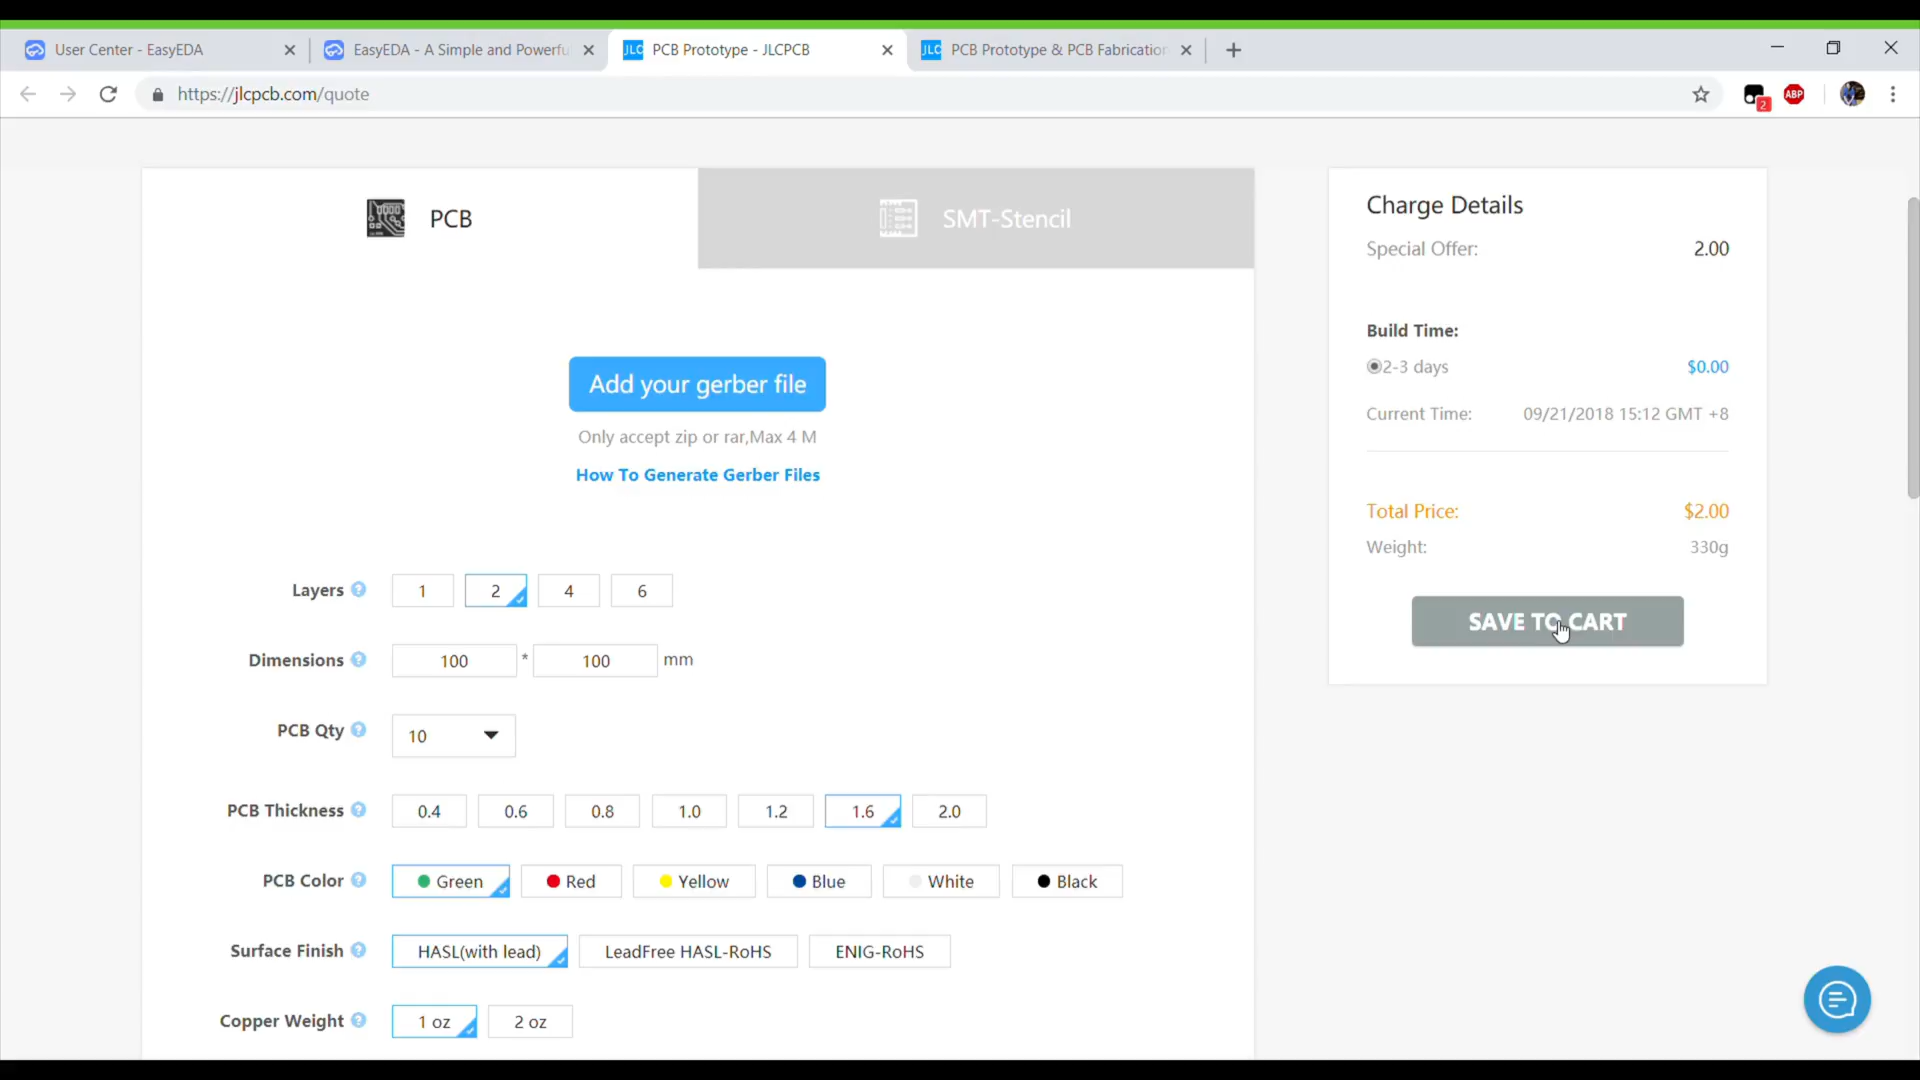 User Center - EasyEDA
EasyEDA - A Simple and Powerfu
JLC PCB Prototype - JLCPCB
JLC PCB Prototype & PCB Fabrication
https://jlcpcb.com/quote
2
ABP
PCB
SMT-Stencil
Add your gerber file
Only accept zip or rar,Max 4 M
How To Generate Gerber Files
Layers ? 1 2 4 6
Dimensions ? 100 * 100 mm
PCB Qty ? 10
PCB Thickness ? 0.4 0.6 0.8 1.0 1.2 1.6 2.0
PCB Color ? Green Red Yellow Blue White Black
Surface Finish ? HASL(with lead) LeadFree HASL-RoHS ENIG-RoHS
Copper Weight ? 1 oz 2 oz
Charge Details
Special Offer: 2.00
Build Time:
2-3 days $0.00
Current Time: 09/21/2018 15:12 GMT +8
Total Price: $2.00
Weight: 330g
SAVE TO CART